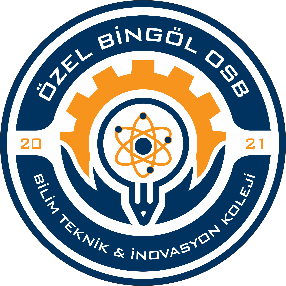 ÖZEL BİNGÖL OSB
20 21
BİLİM TEKNİK & İNOVASYON KOLEJİ